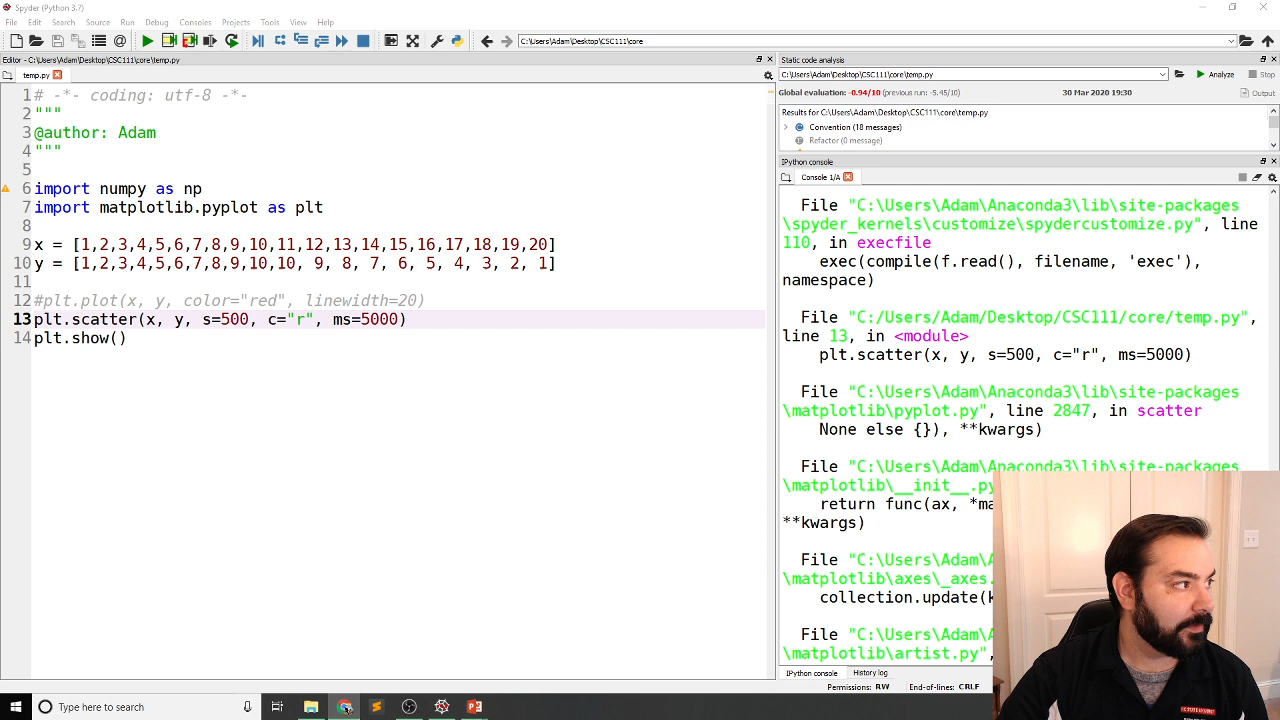 Spyder (Python 3.7)
File Edit Search Source Run Debug Consoles Projects Tools View Help
C:\Users\Adam\Desktop\CSC111\core
Editor - C:\Users\Adam\Desktop\CSC111\core\temp.py
temp.py
1 # -*- coding: utf-8 -*-
2 """
3 @author: Adam
4 """
5
6 import numpy as np
7 import matplotlib.pyplot as plt
8
9 x = [1,2,3,4,5,6,7,8,9,10,11,12,13,14,15,16,17,18,19,20]
10 y = [1,2,3,4,5,6,7,8,9,10,10, 9, 8, 7, 6, 5, 4, 3, 2, 1]
11
12 #plt.plot(x, y, color="red", linewidth=20)
13 plt.scatter(x, y, s=500, c="r", ms=5000)
14 plt.show()
Static code analysis
C:\Users\Adam\Desktop\CSC111\core\temp.py Analyze Stop
Global evaluation: -0.94/10 (previous run: -5.45/10) 30 Mar 2020 19:30 Output
Results for C:\Users\Adam\Desktop\CSC111\core\temp.py
Convention (18 messages)
Refactor (0 message)
IPython console
Console 1/A
File "C:\Users\Adam\Anaconda3\lib\site-packages
\spyder_kernels\customize\spydercustomize.py", line
110, in execfile
exec(compile(f.read(), filename, 'exec'),
namespace)
File "C:/Users/Adam/Desktop/CSC111/core/temp.py",
line 13, in <module>
plt.scatter(x, y, s=500, c="r", ms=5000)
File "C:\Users\Adam\Anaconda3\lib\site-packages
\matplotlib\pyplot.py", line 2847, in scatter
None else {}), **kwargs)
File "C:\Users\Adam\Anaconda3\lib\site-packages
\matplotlib\__init__.py
return func(ax, *ma
**kwargs)
File "C:\Users\A
\matplotlib\axes\_axes.
collection.update(k
File "C:\Users\A
\matplotlib\artist.py",
IPython console History log
Permissions: RW End-of-lines: CRLF
Type here to search